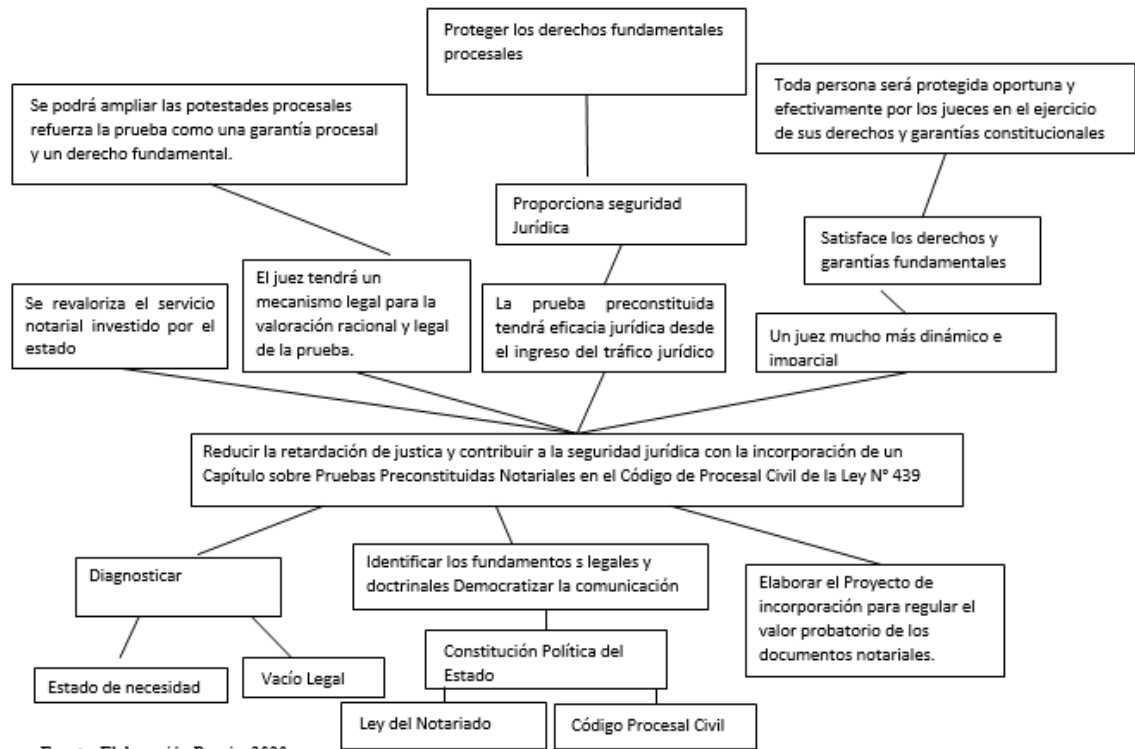 Proteger los derechos fundamentales
procesales
Toda persona será protegida oportuna y
efectivamente por los jueces en el ejercicio
de sus derechos y garantías constitucionales
Se podrá ampliar las potestades procesales
refuerza la prueba como una garantía procesal
y un derecho fundamental.
Proporciona seguridad
Jurídica
Satisface los derechos y
garantías fundamentales
Se revaloriza el servicio
notarial investido por el
estado
El juez tendrá un
mecanismo legal para la
valoración racional y legal
de la prueba.
La prueba preconstituida
tendrá eficacia jurídica desde
el ingreso del tráfico jurídico
Un juez mucho más dinámico e
imparcial
Reducir la retardación de justica y contribuir a la seguridad jurídica con la incorporación de un
Capítulo sobre Pruebas Preconstituidas Notariales en el Código de Procesal Civil de la Ley N° 439
Diagnosticar
Identificar los fundamentos s legales y
doctrinales Democratizar la comunicación
Elaborar el Proyecto de
incorporación para regular el
valor probatorio de los
documentos notariales.
Estado de necesidad
Vacío Legal
Constitución Política del
Estado
Ley del Notariado
Código Procesal Civil